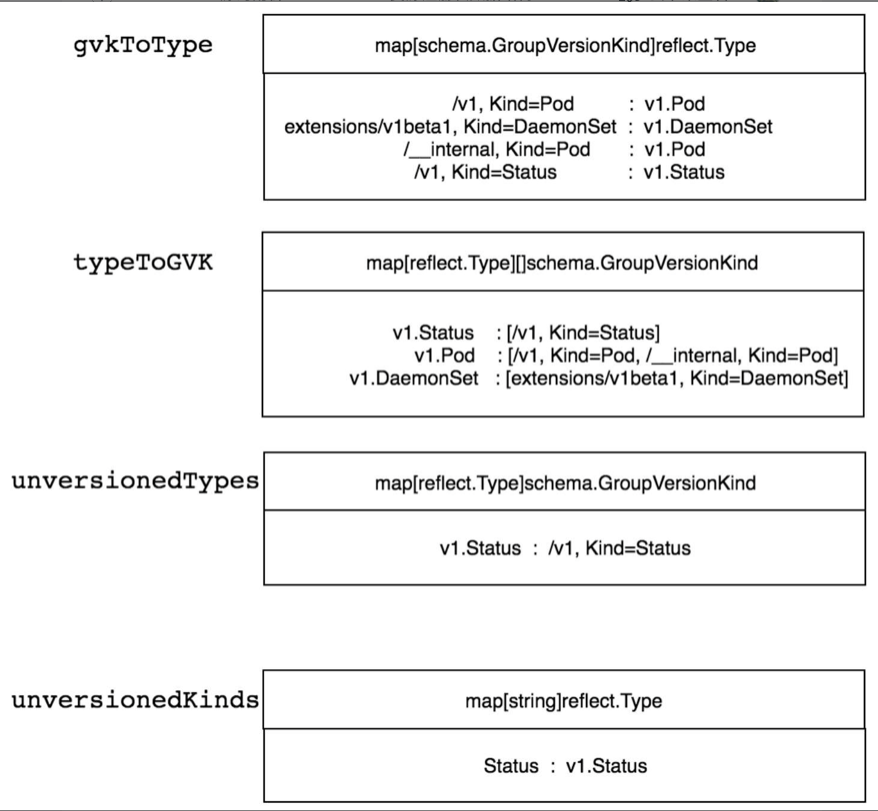 gvkToType
map[schema.GroupVersionKind]reflect.Type
/v1, Kind=Pod : v1.Pod
extensions/v1beta1, Kind=DaemonSet : v1.DaemonSet
/__internal, Kind=Pod : v1.Pod
/v1, Kind=Status : v1.Status
typeToGVK
map[reflect.Type][]schema.GroupVersionKind
v1.Status : [/v1, Kind=Status]
v1.Pod : [/v1, Kind=Pod, /__internal, Kind=Pod]
v1.DaemonSet : [extensions/v1beta1, Kind=DaemonSet]
unversionedTypes
map[reflect.Type]schema.GroupVersionKind
v1.Status : /v1, Kind=Status
unversionedKinds
map[string]reflect.Type
Status : v1.Status